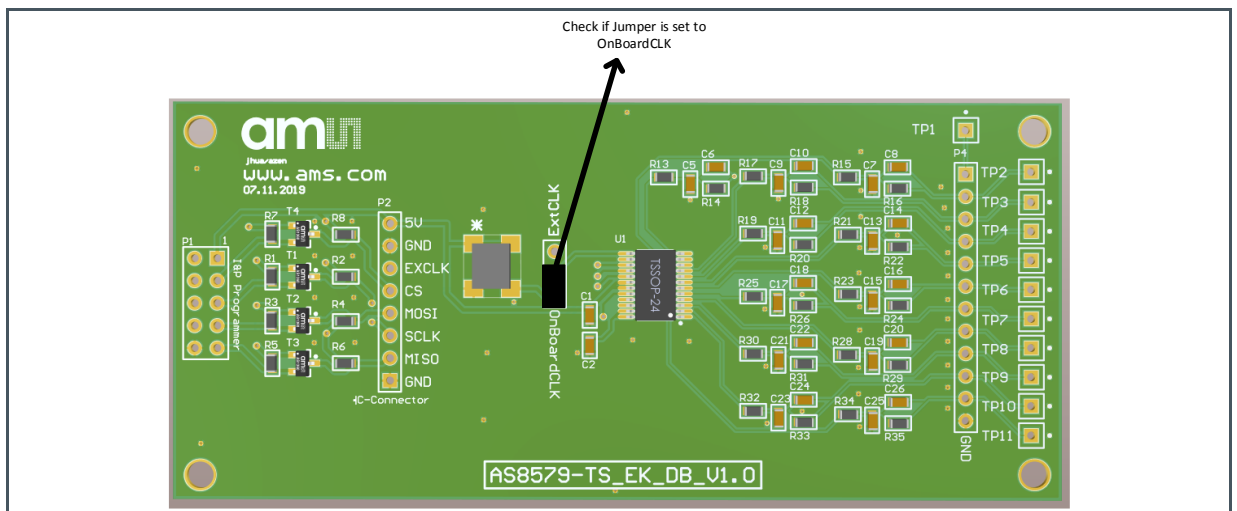 Check if Jumper is set to
OnBoardCLK
am
jhua/azen
www.ams.com
07.11.2019
TP1
P4
TP2
TP3
TP4
TP5
TP6
TP7
TP8
TP9
TP10
TP11
GND
P1
1
I&P Programmer
R7
T4
R8
R1
T1
R2
R3
T2
R4
R5
T3
R6
P2
5V
GND
EXCLK
CS
MOSI
SCLK
MISO
GND
µC-Connector
*
ExtCLK
OnBoardCLK
C1
C2
U1
TSSOP-24
R13
C5
C6
R14
R17
C9
C10
R18
R15
C7
C8
R16
R19
C11
C12
R20
R21
C13
C14
R22
R25
C17
C18
R26
R23
C15
C16
R24
R30
C21
C22
R31
R28
C19
C20
R29
R32
C23
C24
R33
R34
C25
C26
R35
AS8579-TS_EK_DB_V1.0